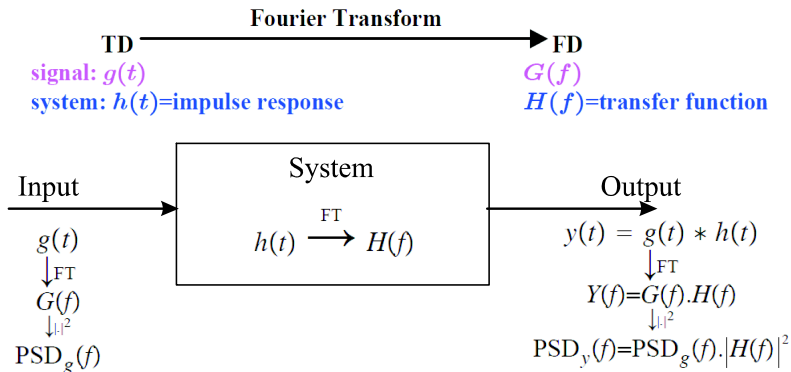 Fourier Transform
TD FD
signal: g(t) G(f)
system: h(t)=impulse response H(f)=transfer function
Input System Output
h(t) FT H(f)
g(t) y(t) = g(t) * h(t)
FT FT
G(f) Y(f)=G(f).H(f)
|.|² |.|²
PSD_g(f) PSD_y(f)=PSD_g(f).|H(f)|²